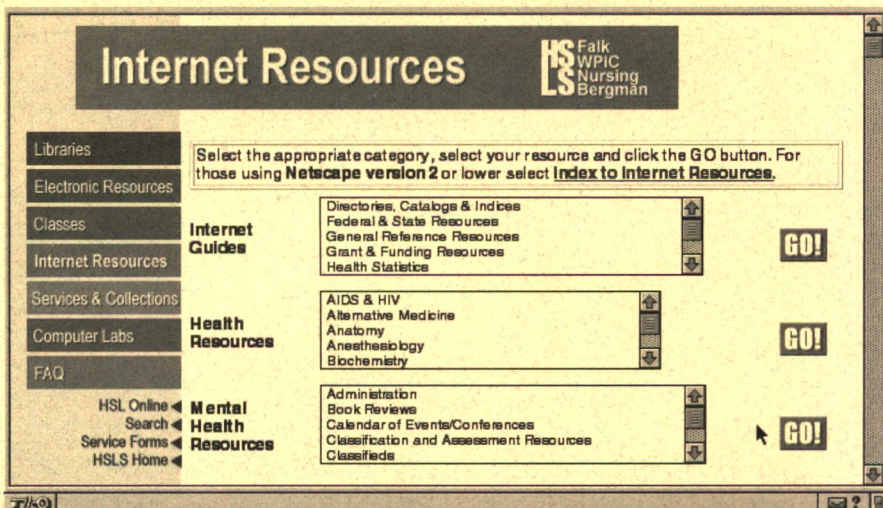 Internet Resources
HS Falk
WPIC
LS Nursing
Bergman
Libraries
Electronic Resources
Classes
Internet Resources
Services & Collections
Computer Labs
FAQ
HSL Online
Search
Service Forms
HSLS Home
Select the appropriate category, select your resource and click the GO button. For
those using Netscape version 2 or lower select Index to Internet Resources.
Internet
Guides
Directories, Catalogs & Indices
Federal & State Resources
General Reference Resources
Grant & Funding Resources
Health Statistics
GO!
Health
Resources
AIDS & HIV
Alternative Medicine
Anatomy
Anesthesiology
Biochemistry
GO!
Mental
Health
Resources
Administration
Book Reviews
Calendar of Events/Conferences
Classification and Assessment Resources
Classifieds
GO!
?